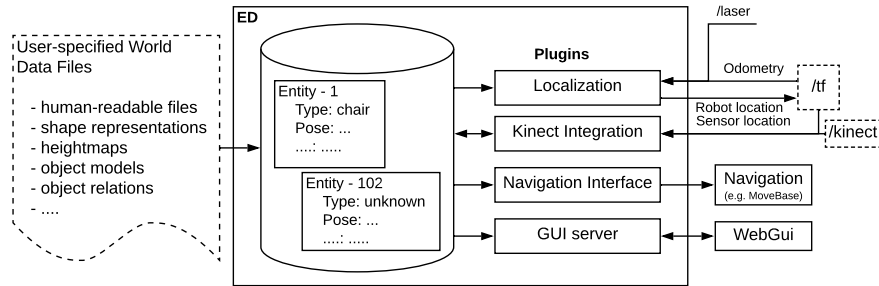 ED
/laser
User-specified World
Data Files
- human-readable files
- shape representations
- heightmaps
- object models
- object relations
- ....
Entity - 1
Type: chair
Pose: ...
....: .....
Entity - 102
Type: unknown
Pose: ...
....: .....
Plugins
Localization
Kinect Integration
Navigation Interface
GUI server
Odometry
/tf
Robot location
Sensor location
/kinect
Navigation
(e.g. MoveBase)
WebGui